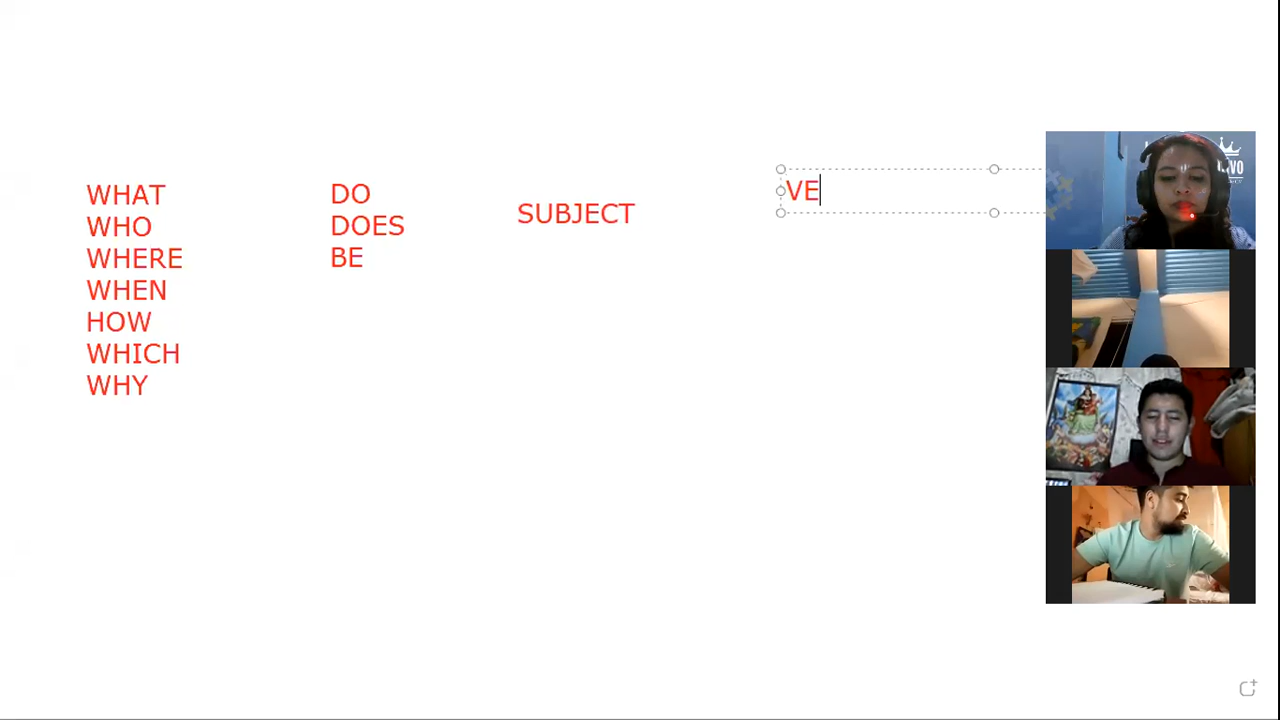 WHAT
WHO
WHERE
WHEN
HOW
WHICH
WHY
DO
DOES
BE
SUBJECT
VE